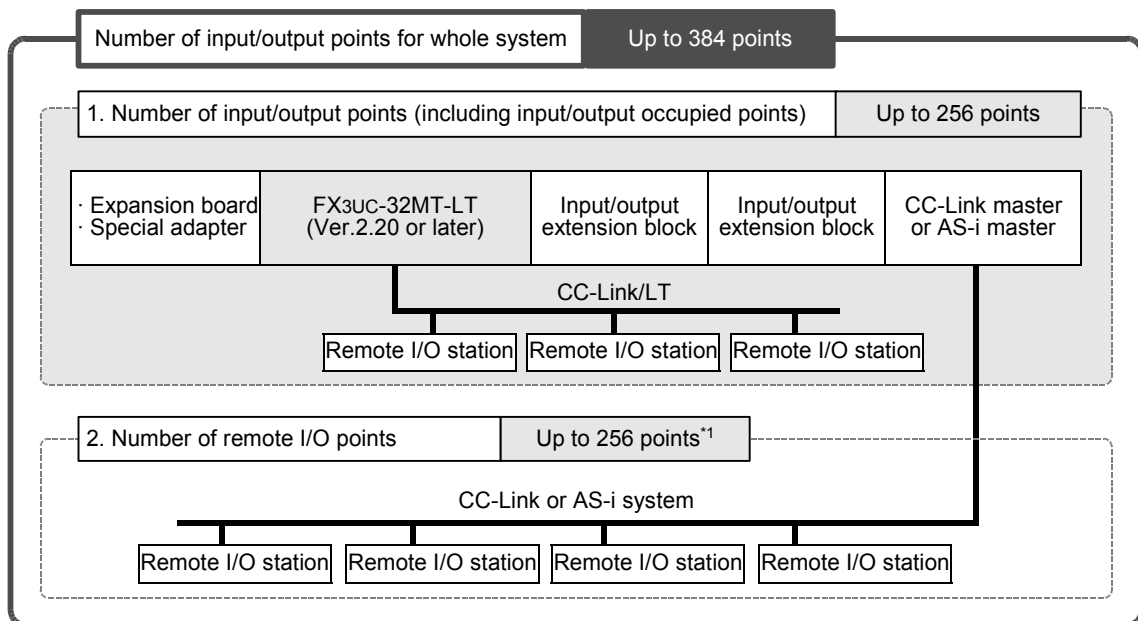 Number of input/output points for whole system Up to 384 points
1. Number of input/output points (including input/output occupied points) Up to 256 points
· Expansion board
· Special adapter
FX3UC-32MT-LT
(Ver.2.20 or later)
Input/output
extension block
Input/output
extension block
CC-Link master
or AS-i master
CC-Link/LT
Remote I/O station Remote I/O station Remote I/O station
2. Number of remote I/O points Up to 256 points*1
CC-Link or AS-i system
Remote I/O station Remote I/O station Remote I/O station Remote I/O station